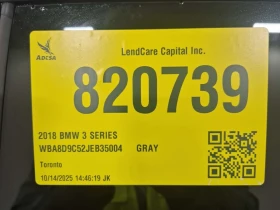 ADESA
LendCare Capital Inc.
820739
2018 BMW 3 SERIES
WBA8D9C52JEB35004 GRAY
Toronto
10/14/2025 14:46:19 JK